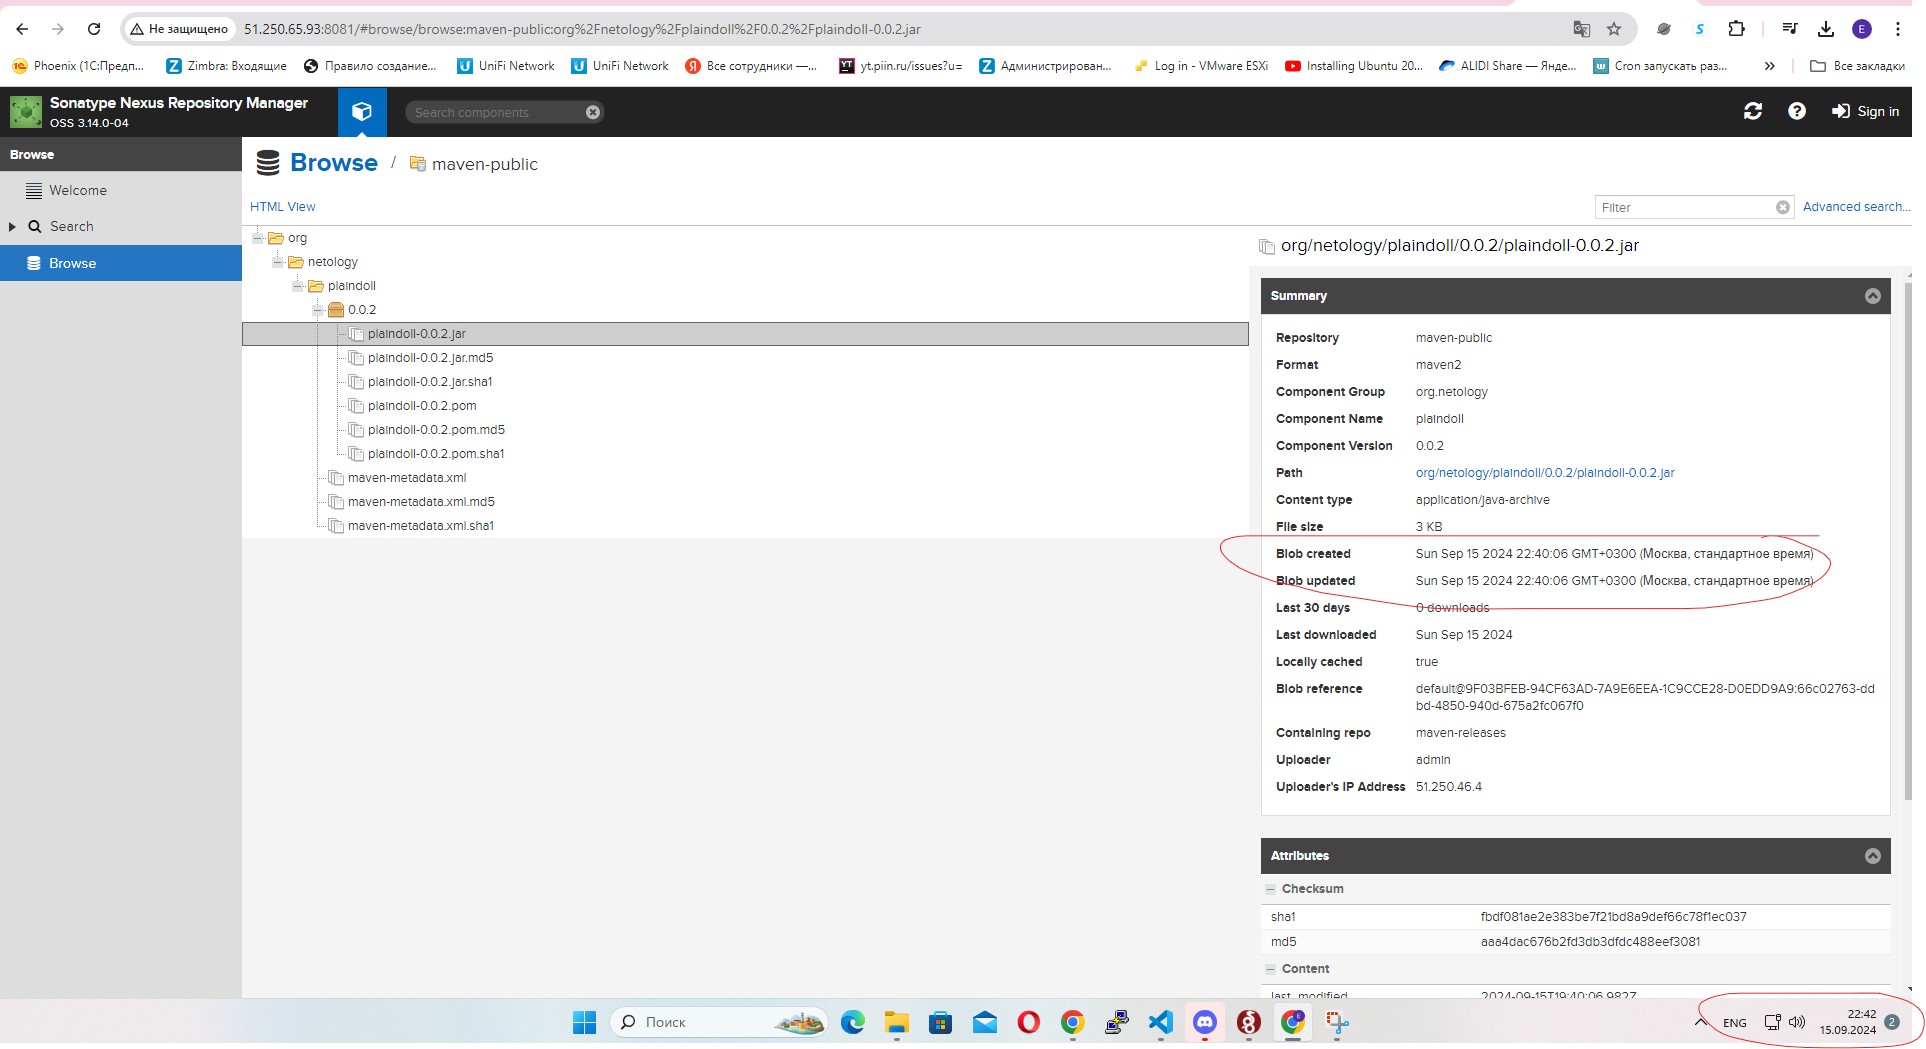 Не защищено
51.250.65.93:8081/#browse/browse:maven-public:org%2Fnetology%2Fplaindoll%2F0.0.2%2Fplaindoll-0.0.2.jar
Phoenix (1С:Предп...
Zimbra: Входящие
Правило создание...
UniFi Network
UniFi Network
Все сотрудники —...
yt.piin.ru/issues?u=
Администрирован...
Log in - VMware ESXi
Installing Ubuntu 20...
ALIDI Share — Янде...
Cron запускать раз...
Все закладки
Sonatype Nexus Repository Manager
OSS 3.14.0-04
Search components
Sign in
Browse
Welcome
Search
Browse
Browse / maven-public
HTML View
Filter
Advanced search...
org
netology
plaindoll
0.0.2
plaindoll-0.0.2.jar
plaindoll-0.0.2.jar.md5
plaindoll-0.0.2.jar.sha1
plaindoll-0.0.2.pom
plaindoll-0.0.2.pom.md5
plaindoll-0.0.2.pom.sha1
maven-metadata.xml
maven-metadata.xml.md5
maven-metadata.xml.sha1
org/netology/plaindoll/0.0.2/plaindoll-0.0.2.jar
Summary
Repository maven-public
Format maven2
Component Group org.netology
Component Name plaindoll
Component Version 0.0.2
Path org/netology/plaindoll/0.0.2/plaindoll-0.0.2.jar
Content type application/java-archive
File size 3 KB
Blob created Sun Sep 15 2024 22:40:06 GMT+0300 (Москва, стандартное время)
Blob updated Sun Sep 15 2024 22:40:06 GMT+0300 (Москва, стандартное время)
Last 30 days 0 downloads
Last downloaded Sun Sep 15 2024
Locally cached true
Blob reference default@9F03BFEB-94CF63AD-7A9E6EEA-1C9CCE28-D0EDD9A9:66c02763-dd
bd-4850-940d-675a2fc067f0
Containing repo maven-releases
Uploader admin
Uploader's IP Address 51.250.46.4
Attributes
Checksum
sha1 fbdf081ae2e383be7f21bd8a9def66c78f1ec037
md5 aaa4dac676b2fd3db3dfdc488eef3081
Content
last_modified 2024-09-15T19:40:06.982Z
Поиск
ENG
22:42
15.09.2024
2